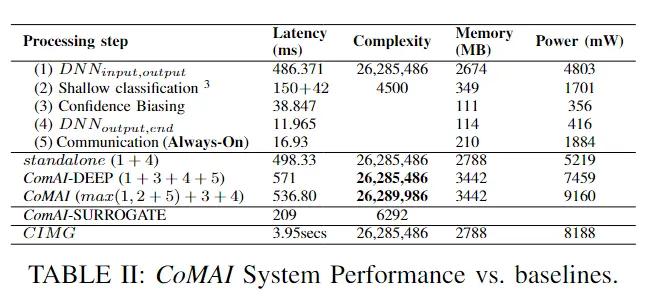 Processing step Latency (ms) Complexity Memory (MB) Power (mW)
(1) DNN input,output 486.371 26,285,486 2674 4803
(2) Shallow classification 3 150+42 4500 349 1701
(3) Confidence Biasing 38.847 111 356
(4) DNN output,end 11.965 114 416
(5) Communication (Always-On) 16.93 210 1884
standalone (1 + 4) 498.33 26,285,486 2788 5219
ComAI-DEEP (1 + 3 + 4 + 5) 571 26,285,486 3442 7459
CoMAI (max(1, 2 + 5) + 3 + 4) 536.80 26,289,986 3442 9160
ComAI-SURROGATE 209 6292
CIMG 3.95secs 26,285,486 2788 8188
TABLE II: CoMAI System Performance vs. baselines.